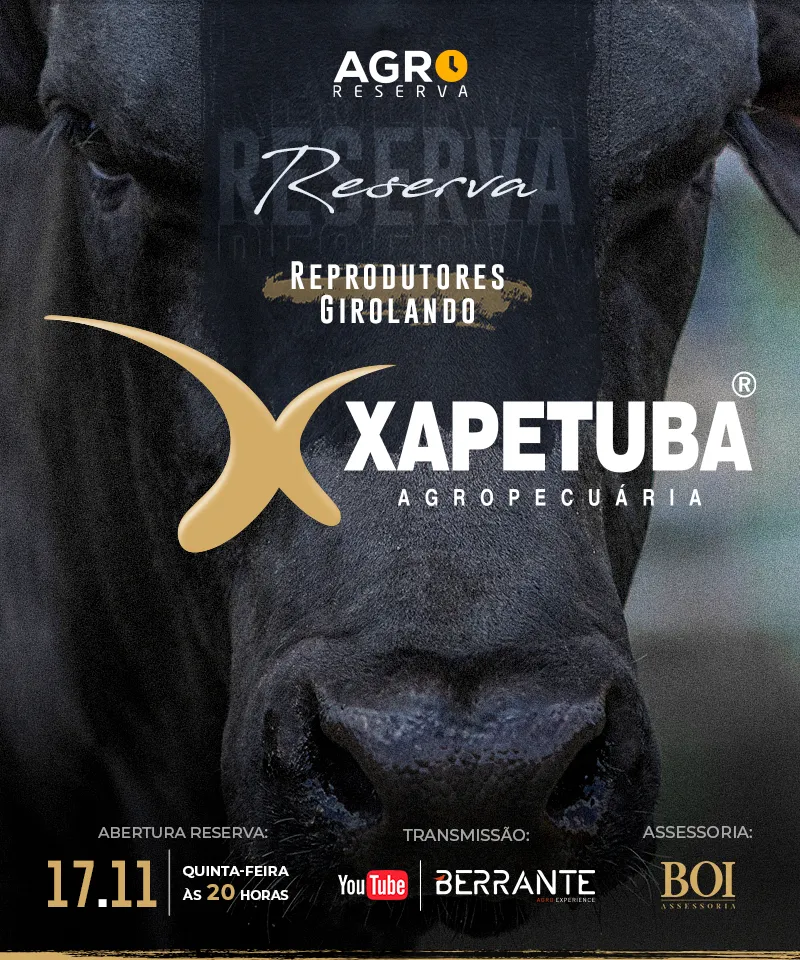 AGRO
RESERVA
RESERVA
Reserva
REPRODUTORES
GIROLANDO
XAPETUBA®
AGROPECUÁRIA
ABERTURA RESERVA:
17.11
QUINTA-FEIRA
ÀS 20 HORAS
TRANSMISSÃO:
YouTube
BERRANTE
AGRO EXPERIENCE
ASSESSORIA:
BOI
ASSESSORIA